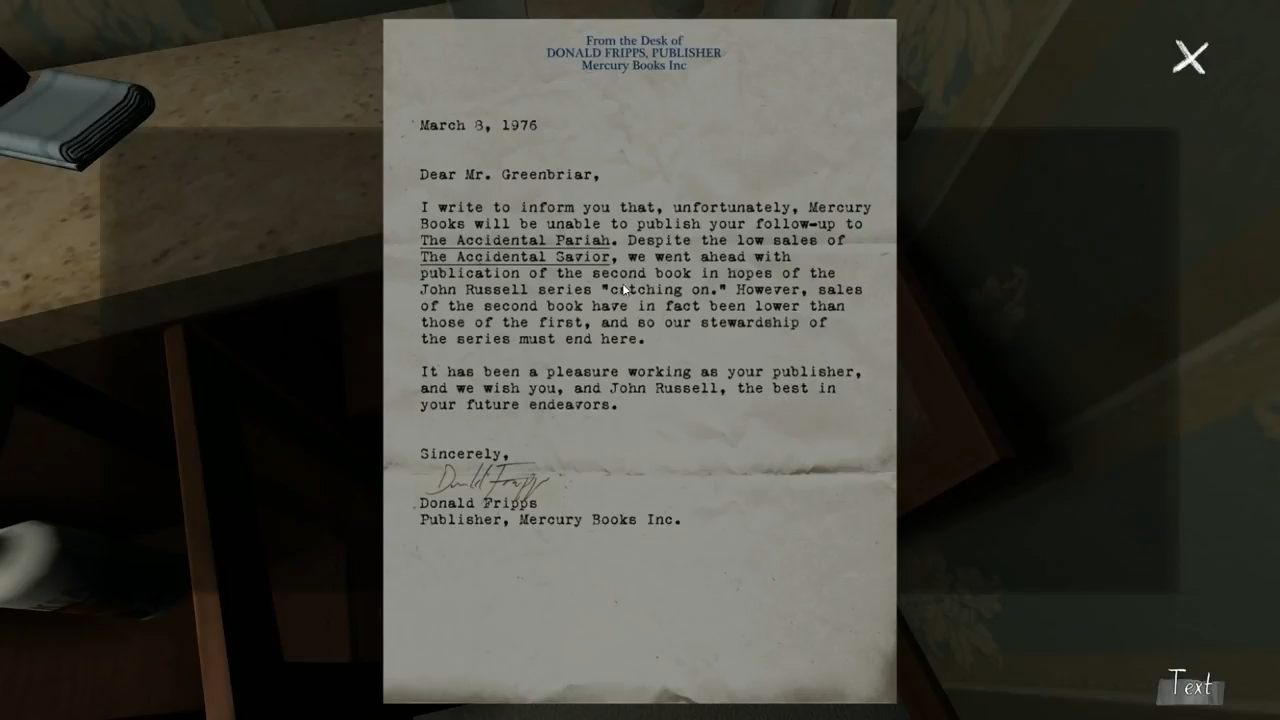 From the Desk of
DONALD FRIPPS, PUBLISHER
Mercury Books Inc
March 8, 1976
Dear Mr. Greenbriar,
I write to inform you that, unfortunately, Mercury
Books will be unable to publish your follow-up to
The Accidental Pariah. Despite the low sales of
The Accidental Savior, we went ahead with
publication of the second book in hopes of the
John Russell series "catching on." However, sales
of the second book have in fact been lower than
those of the first, and so our stewardship of
the series must end here.
It has been a pleasure working as your publisher,
and we wish you, and John Russell, the best in
your future endeavors.
Sincerely,
Donald Fripps
Donald Fripps
Publisher, Mercury Books Inc.
Text